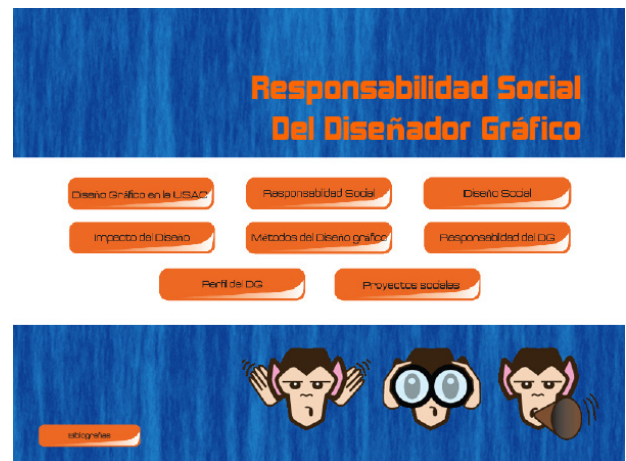 Responsabilidad Social
Del Diseñador Gráfico
Diseño Gráfico en la USAC
Responsabilidad Social
Diseño Social
Impacto del Diseño
Métodos del Diseño gráfico
Responsabilidad del DG
Perfil del DG
Proyectos sociales
bibliografías